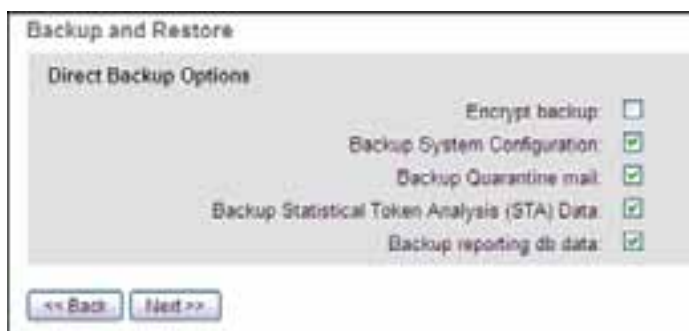 Backup and Restore
Direct Backup Options
Encrypt backup:
Backup System Configuration:
Backup Quarantine mail:
Backup Statistical Token Analysis (STA) Data:
Backup reporting db data:
<< Back Next >>